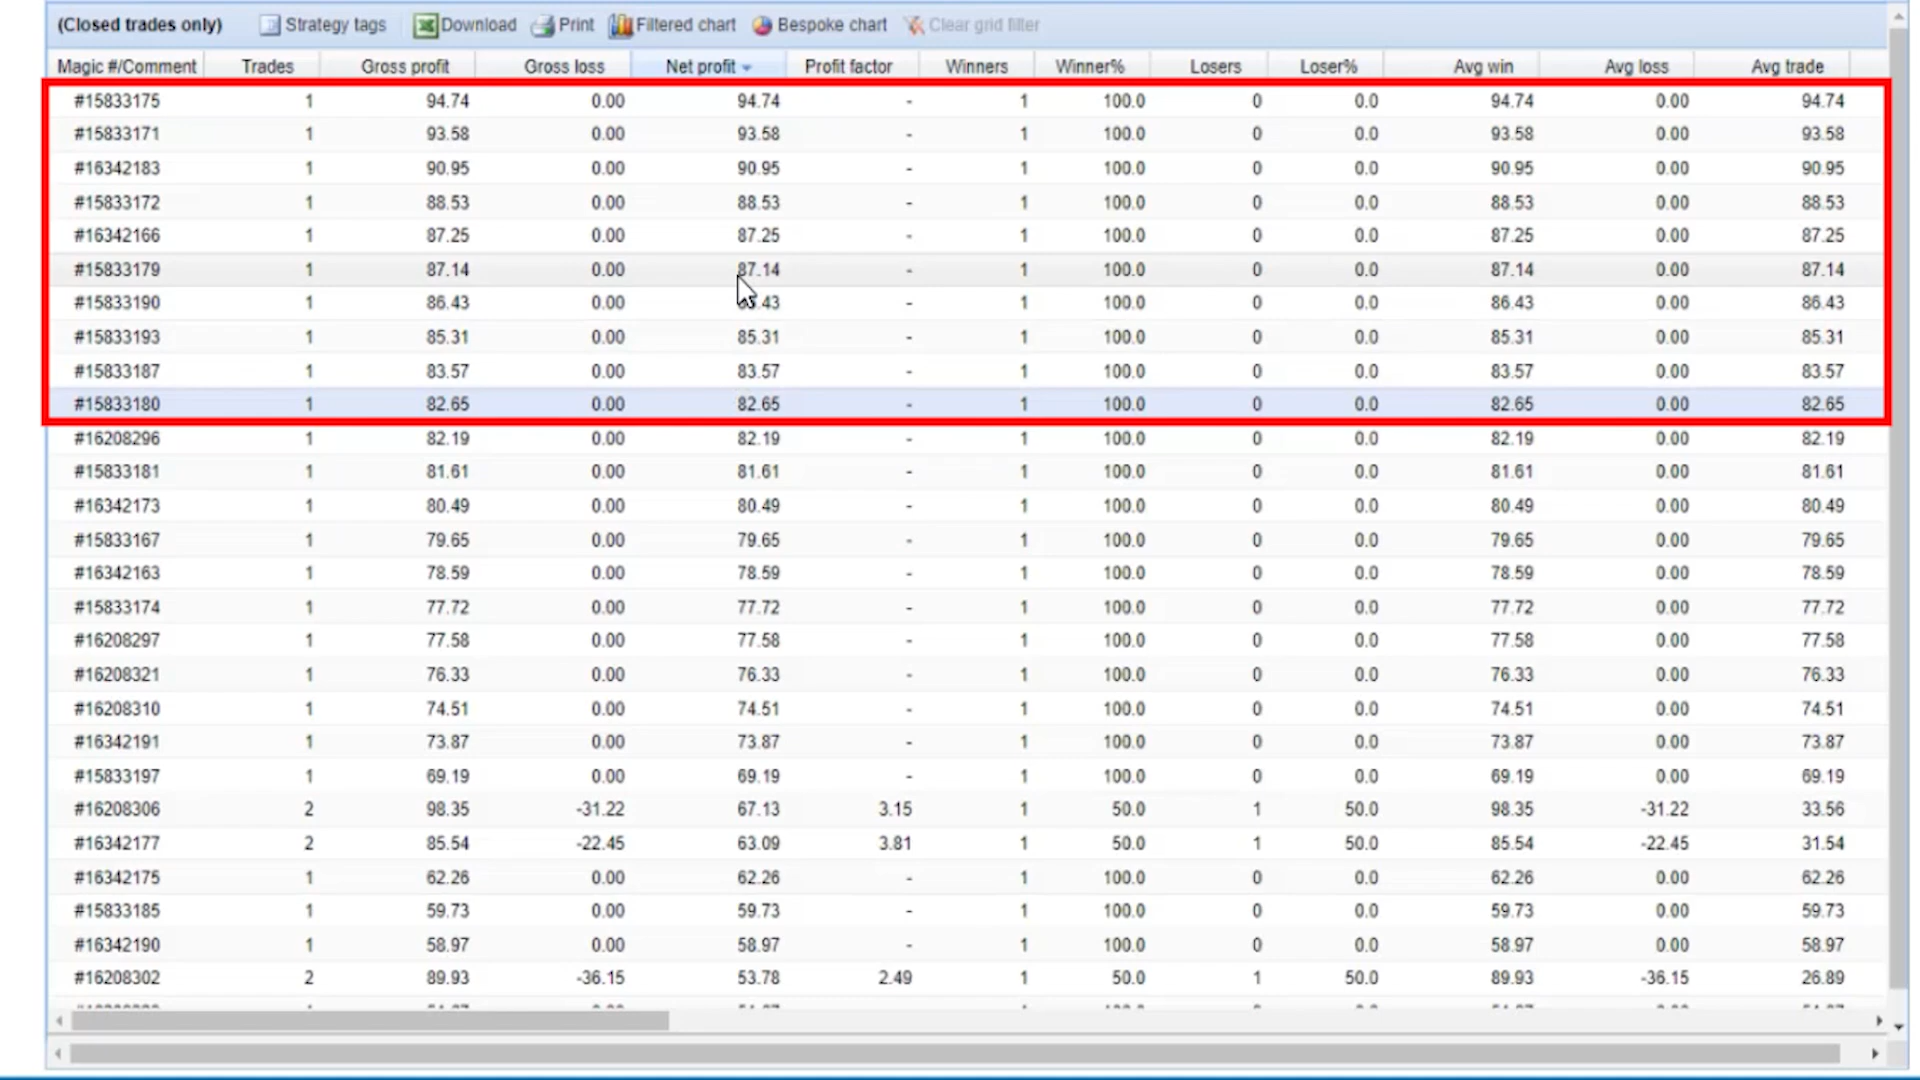 (Closed trades only) Strategy tags Download Print Filtered chart Bespoke chart Clear grid filter
Magic #/Comment Trades Gross profit Gross loss Net profit Profit factor Winners Winner% Losers Loser% Avg win Avg loss Avg trade
#15833175 1 94.74 0.00 94.74 - 1 100.0 0 0.0 94.74 0.00 94.74
#15833171 1 93.58 0.00 93.58 - 1 100.0 0 0.0 93.58 0.00 93.58
#16342183 1 90.95 0.00 90.95 - 1 100.0 0 0.0 90.95 0.00 90.95
#15833172 1 88.53 0.00 88.53 - 1 100.0 0 0.0 88.53 0.00 88.53
#16342166 1 87.25 0.00 87.25 - 1 100.0 0 0.0 87.25 0.00 87.25
#15833179 1 87.14 0.00 87.14 - 1 100.0 0 0.0 87.14 0.00 87.14
#15833190 1 86.43 0.00 86.43 - 1 100.0 0 0.0 86.43 0.00 86.43
#15833193 1 85.31 0.00 85.31 - 1 100.0 0 0.0 85.31 0.00 85.31
#15833187 1 83.57 0.00 83.57 - 1 100.0 0 0.0 83.57 0.00 83.57
#15833180 1 82.65 0.00 82.65 - 1 100.0 0 0.0 82.65 0.00 82.65
#16208296 1 82.19 0.00 82.19 - 1 100.0 0 0.0 82.19 0.00 82.19
#15833181 1 81.61 0.00 81.61 - 1 100.0 0 0.0 81.61 0.00 81.61
#16342173 1 80.49 0.00 80.49 - 1 100.0 0 0.0 80.49 0.00 80.49
#15833167 1 79.65 0.00 79.65 - 1 100.0 0 0.0 79.65 0.00 79.65
#16342163 1 78.59 0.00 78.59 - 1 100.0 0 0.0 78.59 0.00 78.59
#15833174 1 77.72 0.00 77.72 - 1 100.0 0 0.0 77.72 0.00 77.72
#16208297 1 77.58 0.00 77.58 - 1 100.0 0 0.0 77.58 0.00 77.58
#16208321 1 76.33 0.00 76.33 - 1 100.0 0 0.0 76.33 0.00 76.33
#16208310 1 74.51 0.00 74.51 - 1 100.0 0 0.0 74.51 0.00 74.51
#16342191 1 73.87 0.00 73.87 - 1 100.0 0 0.0 73.87 0.00 73.87
#15833197 1 69.19 0.00 69.19 - 1 100.0 0 0.0 69.19 0.00 69.19
#16208306 2 98.35 -31.22 67.13 3.15 1 50.0 1 50.0 98.35 -31.22 33.56
#16342177 2 85.54 -22.45 63.09 3.81 1 50.0 1 50.0 85.54 -22.45 31.54
#16342175 1 62.26 0.00 62.26 - 1 100.0 0 0.0 62.26 0.00 62.26
#15833185 1 59.73 0.00 59.73 - 1 100.0 0 0.0 59.73 0.00 59.73
#16342190 1 58.97 0.00 58.97 - 1 100.0 0 0.0 58.97 0.00 58.97
#16208302 2 89.93 -36.15 53.78 2.49 1 50.0 1 50.0 89.93 -36.15 26.89